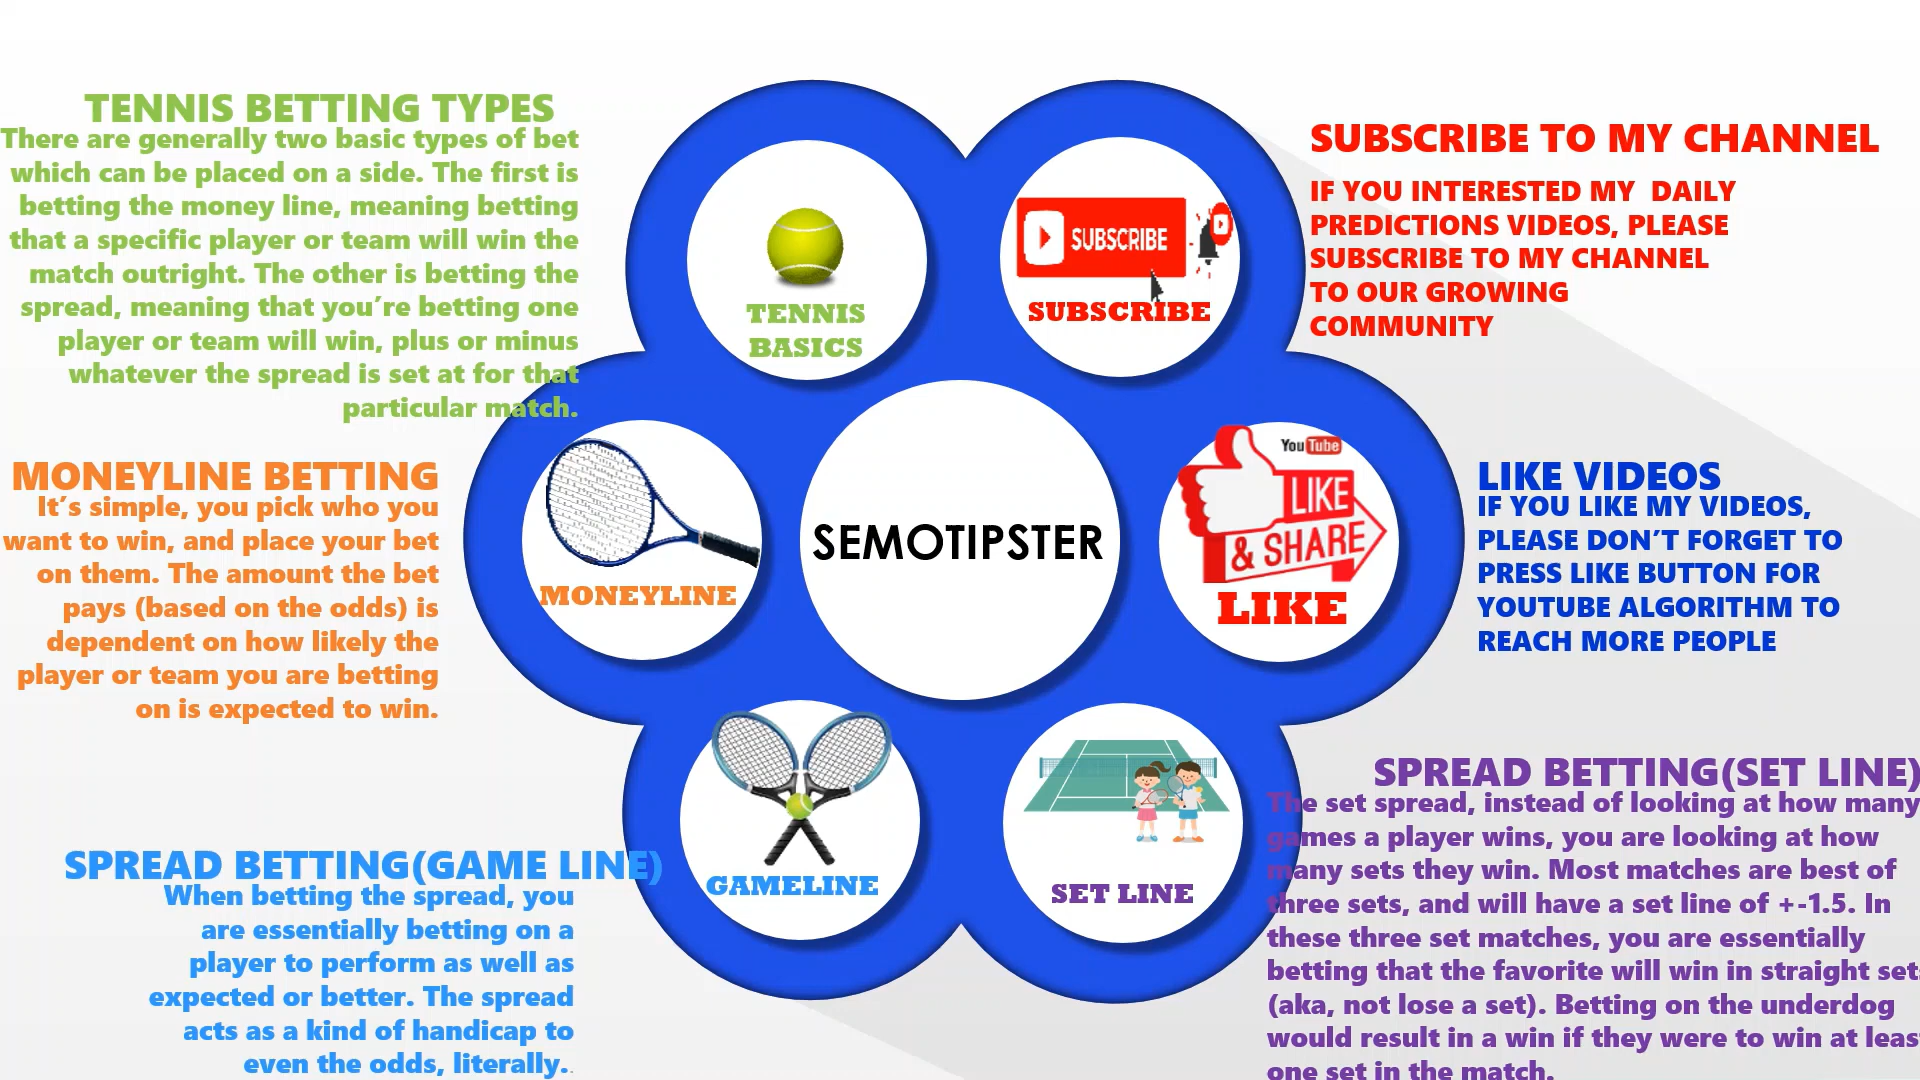 TENNIS BETTING TYPES
There are generally two basic types of bet
which can be placed on a side. The first is
betting the money line, meaning betting
that a specific player or team will win the
match outright. The other is betting the
spread, meaning that you’re betting one
player or team will win, plus or minus
whatever the spread is set at for that
particular match.
MONEYLINE BETTING
It’s simple, you pick who you
want to win, and place your bet
on them. The amount the bet
pays (based on the odds) is
dependent on how likely the
player or team you are betting
on is expected to win.
SPREAD BETTING(GAME LINE)
When betting the spread, you
are essentially betting on a
player to perform as well as
expected or better. The spread
acts as a kind of handicap to
even the odds, literally..
TENNIS
BASICS
SUBSCRIBE
SUBSCRIBE
MONEYLINE
SEMOTIPSTER
YouTube
LIKE
& SHARE
LIKE
GAMELINE
SET LINE
SUBSCRIBE TO MY CHANNEL
IF YOU INTERESTED MY DAILY
PREDICTIONS VIDEOS, PLEASE
SUBSCRIBE TO MY CHANNEL
TO OUR GROWING
COMMUNITY
LIKE VIDEOS
IF YOU LIKE MY VIDEOS,
PLEASE DON’T FORGET TO
PRESS LIKE BUTTON FOR
YOUTUBE ALGORITHM TO
REACH MORE PEOPLE
SPREAD BETTING(SET LINE)
The set spread, instead of looking at how many
games a player wins, you are looking at how
many sets they win. Most matches are best of
three sets, and will have a set line of +-1.5. In
these three set matches, you are essentially
betting that the favorite will win in straight sets
(aka, not lose a set). Betting on the underdog
would result in a win if they were to win at least
one set in the match.